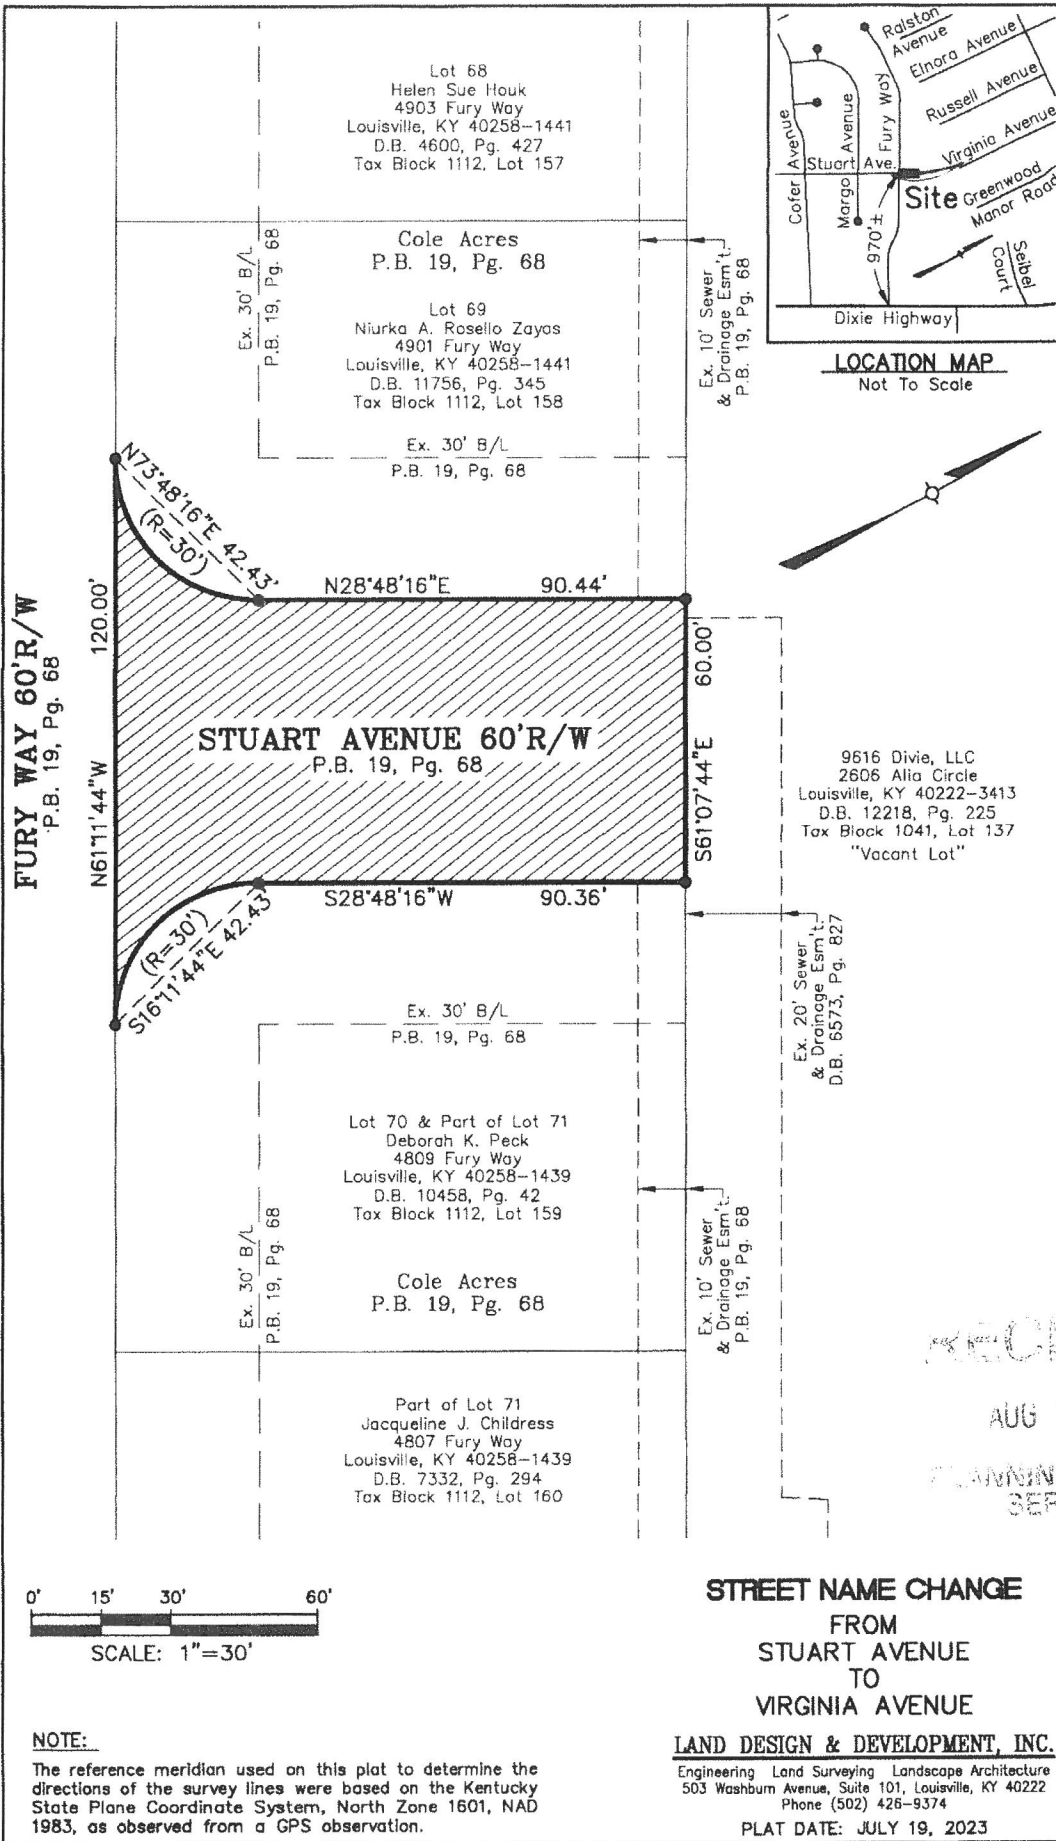 Lot 68
Helen Sue Houk
4903 Fury Way
Louisville, KY 40258-1441
D.B. 4600, Pg. 427
Tax Block 1112, Lot 157
Ralston
Avenue
Elnora Avenue
Russell Avenue
Virginia Avenue
Fury Way
Margo Avenue
Cofer Avenue
Stuart Ave.
Site
Greenwood
Manor Road
970'±
Seibel
Court
Dixie Highway
LOCATION MAP
Not To Scale
Ex. 30' B/L
P.B. 19, Pg. 68
Cole Acres
P.B. 19, Pg. 68
Lot 69
Niurka A. Rosello Zayas
4901 Fury Way
Louisville, KY 40258-1441
D.B. 11756, Pg. 345
Tax Block 1112, Lot 158
Ex. 10' Sewer
& Drainage Esm't.
P.B. 19, Pg. 68
Ex. 30' B/L
P.B. 19, Pg. 68
N73°48'16"E 42.43'
(R=30')
N28°48'16"E 90.44'
FURY WAY 60'R/W
P.B. 19, Pg. 68
N61°11'44"W 120.00'
STUART AVENUE 60'R/W
P.B. 19, Pg. 68
S61°07'44"E 60.00'
9616 Divie, LLC
2606 Alia Circle
Louisville, KY 40222-3413
D.B. 12218, Pg. 225
Tax Block 1041, Lot 137
"Vacant Lot"
S28°48'16"W 90.36'
(R=30')
S16°11'44"E 42.43'
Ex. 20' Sewer
& Drainage Esm't.
D.B. 6573, Pg. 827
Ex. 30' B/L
P.B. 19, Pg. 68
Lot 70 & Part of Lot 71
Deborah K. Peck
4809 Fury Way
Louisville, KY 40258-1439
D.B. 10458, Pg. 42
Tax Block 1112, Lot 159
Ex. 30' B/L
P.B. 19, Pg. 68
Cole Acres
P.B. 19, Pg. 68
Ex. 10' Sewer
& Drainage Esm't.
P.B. 19, Pg. 68
AUG
Part of Lot 71
Jacqueline J. Childress
4807 Fury Way
Louisville, KY 40258-1439
D.B. 7332, Pg. 294
Tax Block 1112, Lot 160
0' 15' 30' 60'
SCALE: 1"=30'
STREET NAME CHANGE
FROM
STUART AVENUE
TO
VIRGINIA AVENUE
LAND DESIGN & DEVELOPMENT, INC.
Engineering Land Surveying Landscape Architecture
503 Washburn Avenue, Suite 101, Louisville, KY 40222
Phone (502) 426-9374
PLAT DATE: JULY 19, 2023
NOTE:
The reference meridian used on this plat to determine the
directions of the survey lines were based on the Kentucky
State Plane Coordinate System, North Zone 1601, NAD
1983, as observed from a GPS observation.